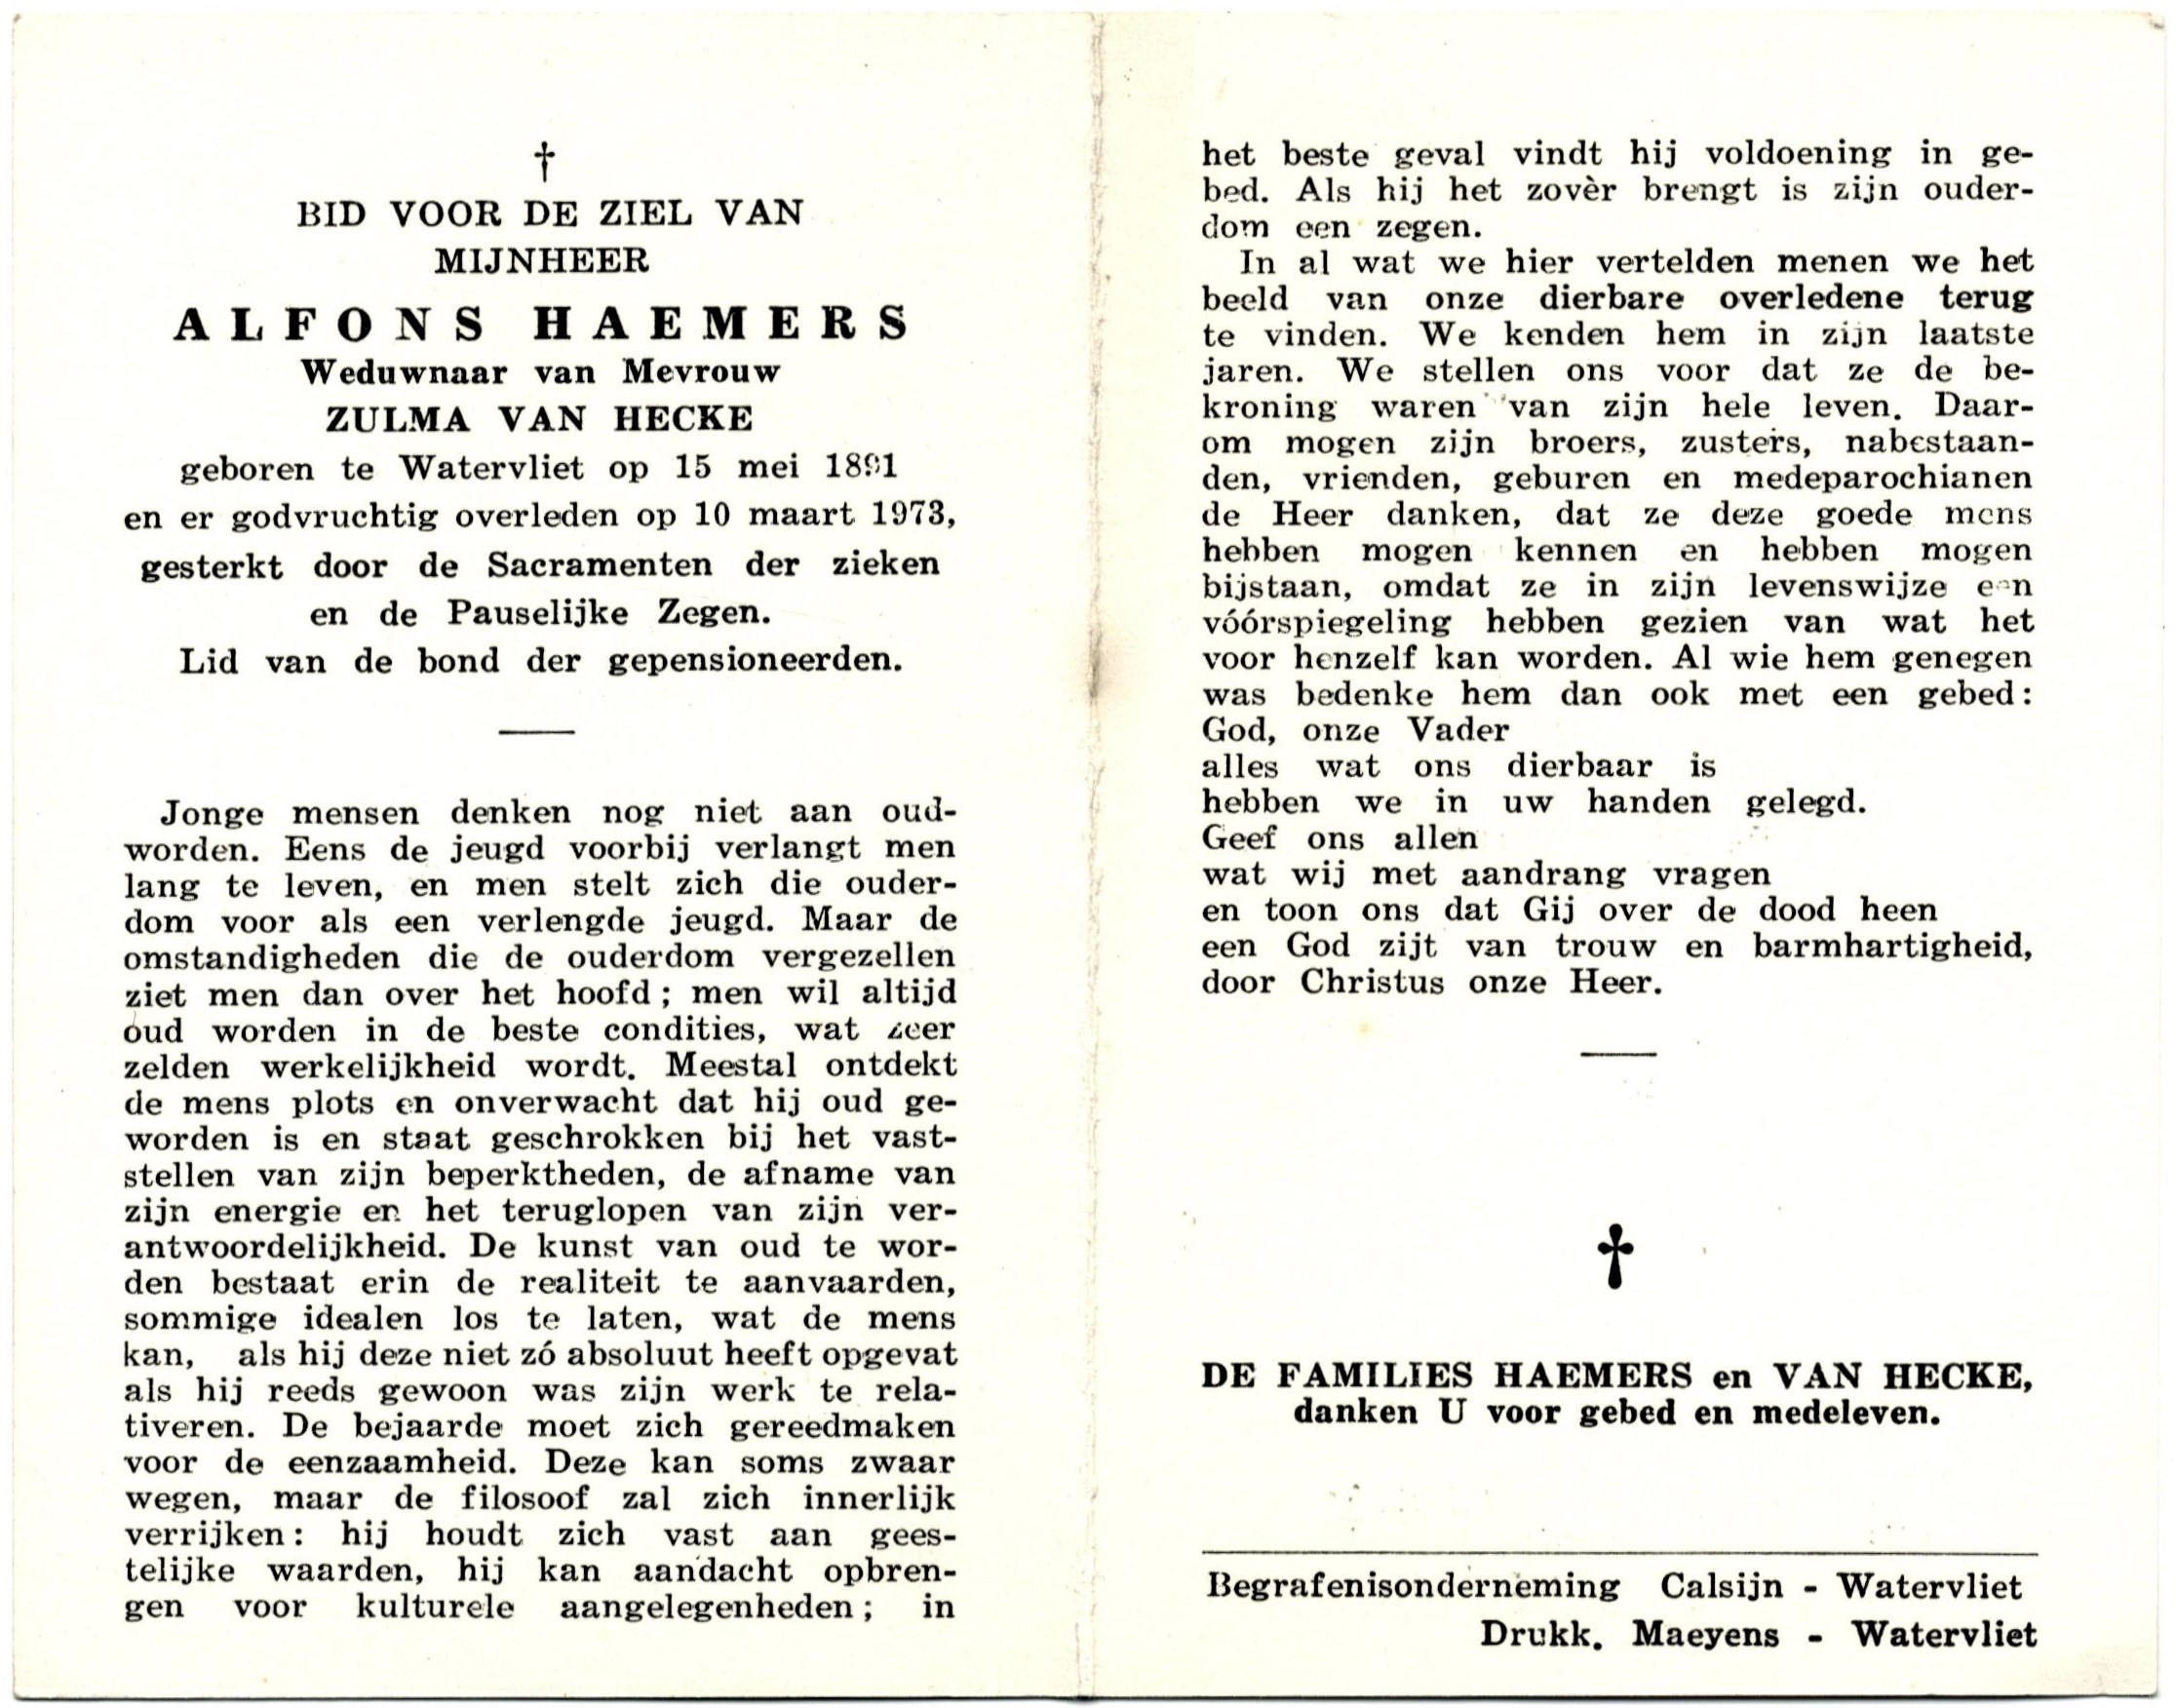 †
BID VOOR DE ZIEL VAN
MIJNHEER
ALFONS HAEMERS
Weduwnaar van Mevrouw
ZULMA VAN HECKE
geboren te Watervliet op 15 mei 1891
en er godvruchtig overleden op 10 maart 1973,
gesterkt door de Sacramenten der zieken
en de Pauselijke Zegen.
Lid van de bond der gepensioneerden.
Jonge mensen denken nog niet aan oud-
worden. Eens de jeugd voorbij verlangt men
lang te leven, en men stelt zich die ouder-
dom voor als een verlengde jeugd. Maar de
omstandigheden die de ouderdom vergezellen
ziet men dan over het hoofd ; men wil altijd
oud worden in de beste condities, wat zeer
zelden werkelijkheid wordt. Meestal ontdekt
de mens plots en onverwacht dat hij oud ge-
worden is en staat geschrokken bij het vast-
stellen van zijn beperktheden, de afname van
zijn energie en het teruglopen van zijn ver-
antwoordelijkheid. De kunst van oud te wor-
den bestaat erin de realiteit te aanvaarden,
sommige idealen los te laten, wat de mens
kan, als hij deze niet zó absoluut heeft opgevat
als hij reeds gewoon was zijn werk te rela-
tiveren. De bejaarde moet zich gereedmaken
voor de eenzaamheid. Deze kan soms zwaar
wegen, maar de filosoof zal zich innerlijk
verrijken : hij houdt zich vast aan gees-
telijke waarden, hij kan aandacht opbren-
gen voor kulturele aangelegenheden ; in
het beste geval vindt hij voldoening in ge-
bed. Als hij het zovèr brengt is zijn ouder-
dom een zegen.
In al wat we hier vertelden menen we het
beeld van onze dierbare overledene terug
te vinden. We kenden hem in zijn laatste
jaren. We stellen ons voor dat ze de be-
kroning waren van zijn hele leven. Daar-
om mogen zijn broers, zusters, nabestaan-
den, vrienden, geburen en medeparochianen
de Heer danken, dat ze deze goede mens
hebben mogen kennen en hebben mogen
bijstaan, omdat ze in zijn levenswijze een
vóórspiegeling hebben gezien van wat het
voor henzelf kan worden. Al wie hem genegen
was bedenke hem dan ook met een gebed :
God, onze Vader
alles wat ons dierbaar is
hebben we in uw handen gelegd.
Geef ons allen
wat wij met aandrang vragen
en toon ons dat Gij over de dood heen
een God zijt van trouw en barmhartigheid,
door Christus onze Heer.
†
DE FAMILIES HAEMERS en VAN HECKE,
danken U voor gebed en medeleven.
Begrafenisonderneming Calsijn - Watervliet
Drukk. Maeyens - Watervliet